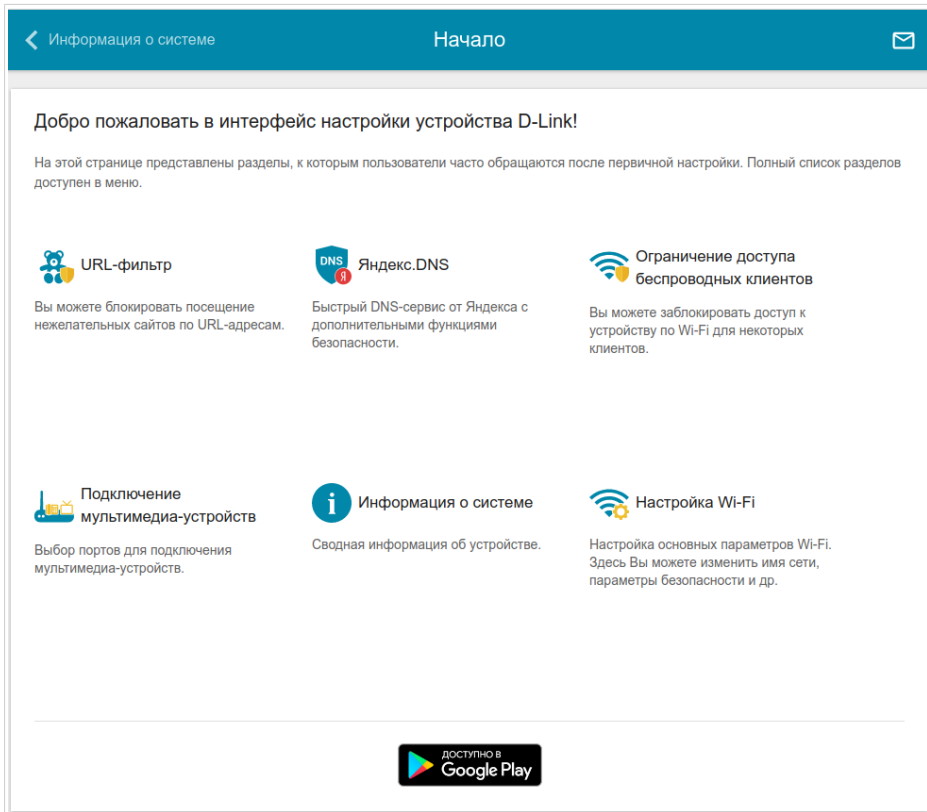 Информация о системе
Начало
Добро пожаловать в интерфейс настройки устройства D-Link!
На этой странице представлены разделы, к которым пользователи часто обращаются после первичной настройки. Полный список разделов
доступен в меню.
URL-фильтр
Вы можете блокировать посещение
нежелательных сайтов по URL-адресам.
DNS
Я
Яндекс.DNS
Быстрый DNS-сервис от Яндекса с
дополнительными функциями
безопасности.
Ограничение доступа
беспроводных клиентов
Вы можете заблокировать доступ к
устройству по Wi-Fi для некоторых
клиентов.
Подключение
мультимедиа-устройств
Выбор портов для подключения
мультимедиа-устройств.
i
Информация о системе
Сводная информация об устройстве.
Настройка Wi-Fi
Настройка основных параметров Wi-Fi.
Здесь Вы можете изменить имя сети,
параметры безопасности и др.
ДОСТУПНО В
Google Play